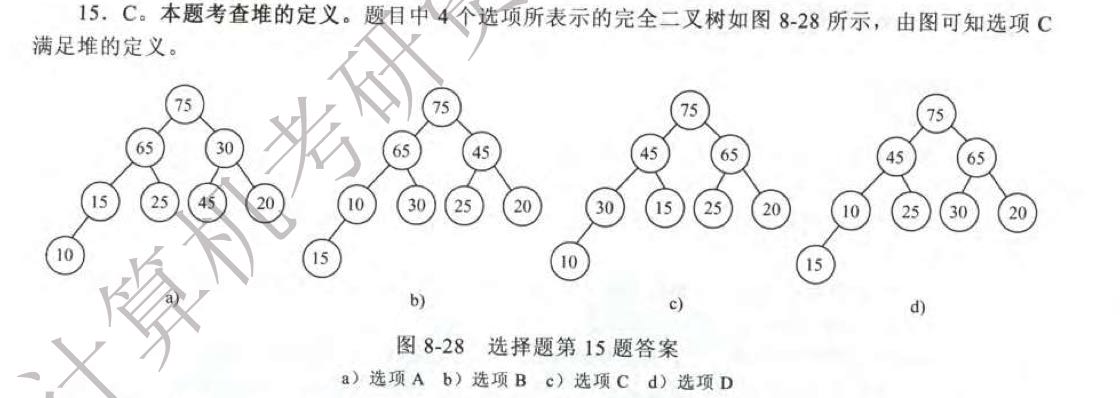 15. C。本题考查堆的定义。题目中 4 个选项所表示的完全二叉树如图 8-28 所示，由图可知选项 C
满足堆的定义。
75
65 30
15 25 45 20
10
a)
75
65 45
10 30 25 20
15
b)
75
45 65
30 15 25 20
10
c)
75
45 65
10 25 30 20
15
d)
图 8-28 选择题第 15 题答案
a）选项 A b）选项 B c）选项 C d）选项 D
计算机考研